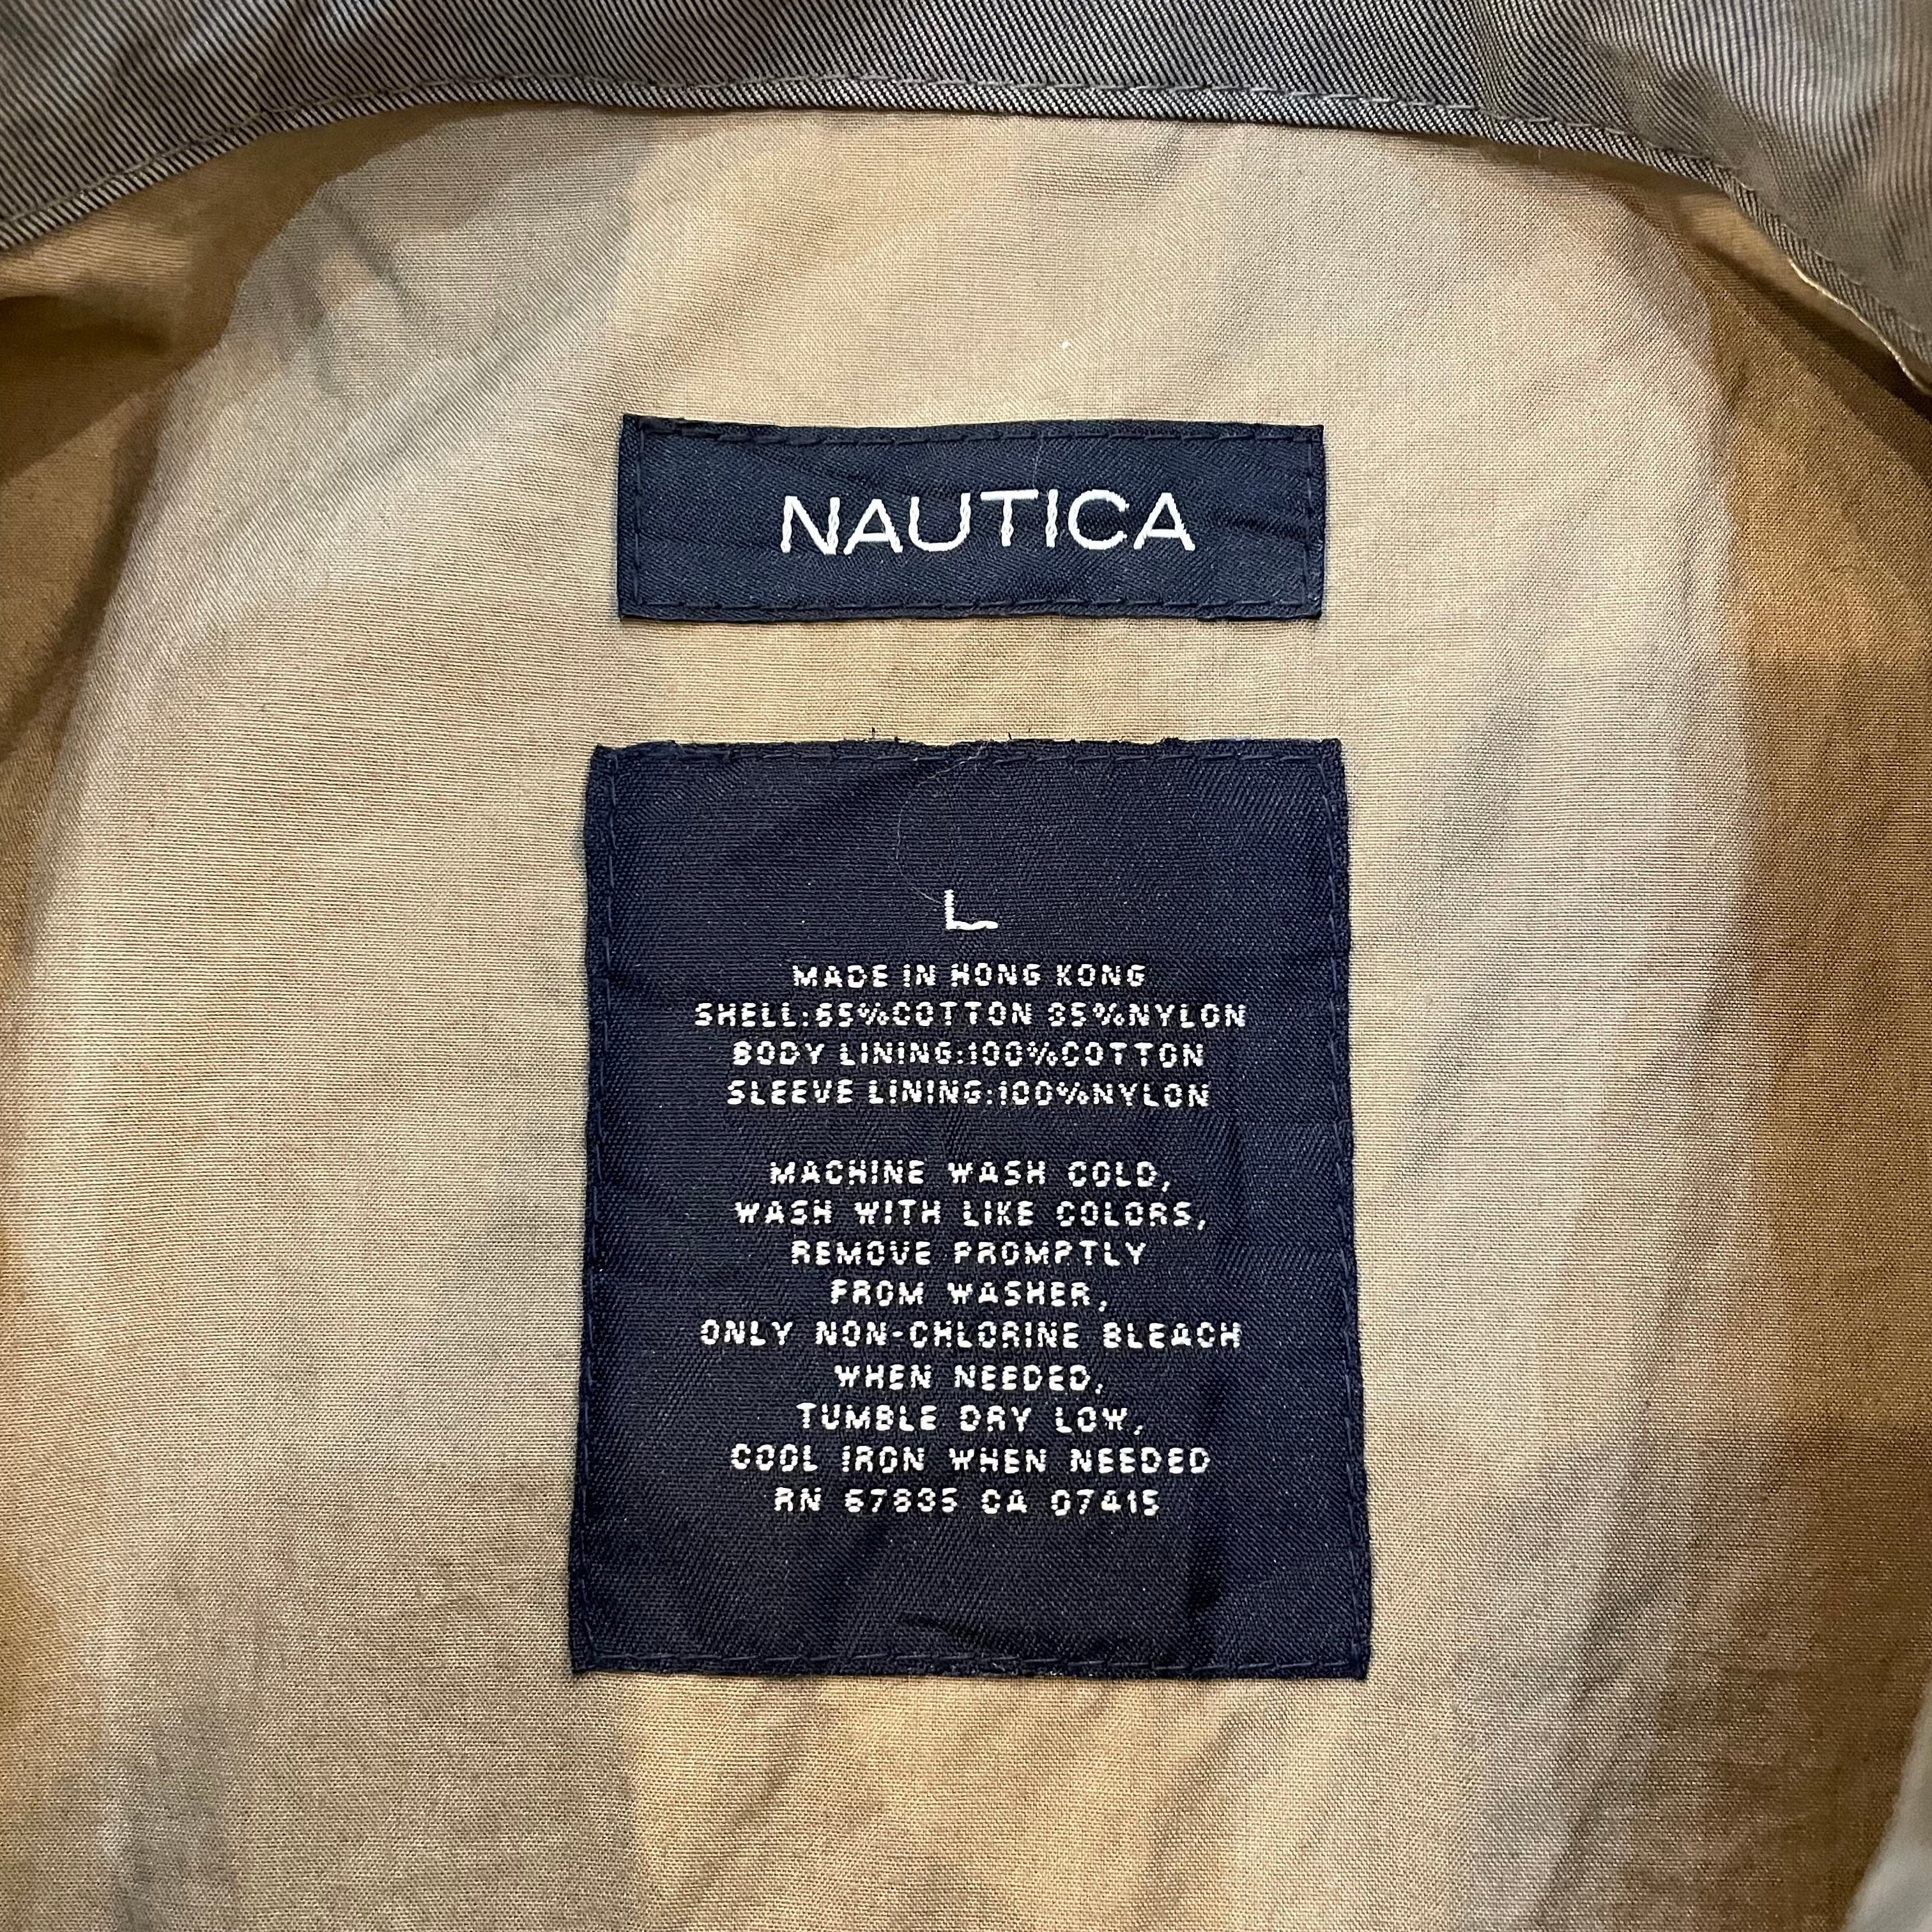 NAUTICA
L
MADE IN HONG KONG
SHELL:65%COTTON 35%NYLON
BODY LINING:100%COTTON
SLEEVE LINING:100%NYLON
MACHINE WASH COLD,
WASH WITH LIKE COLORS,
REMOVE PROMPTLY
FROM WASHER,
ONLY NON-CHLORINE BLEACH
WHEN NEEDED,
TUMBLE DRY LOW,
COOL IRON WHEN NEEDED
RN 67835 CA 07415